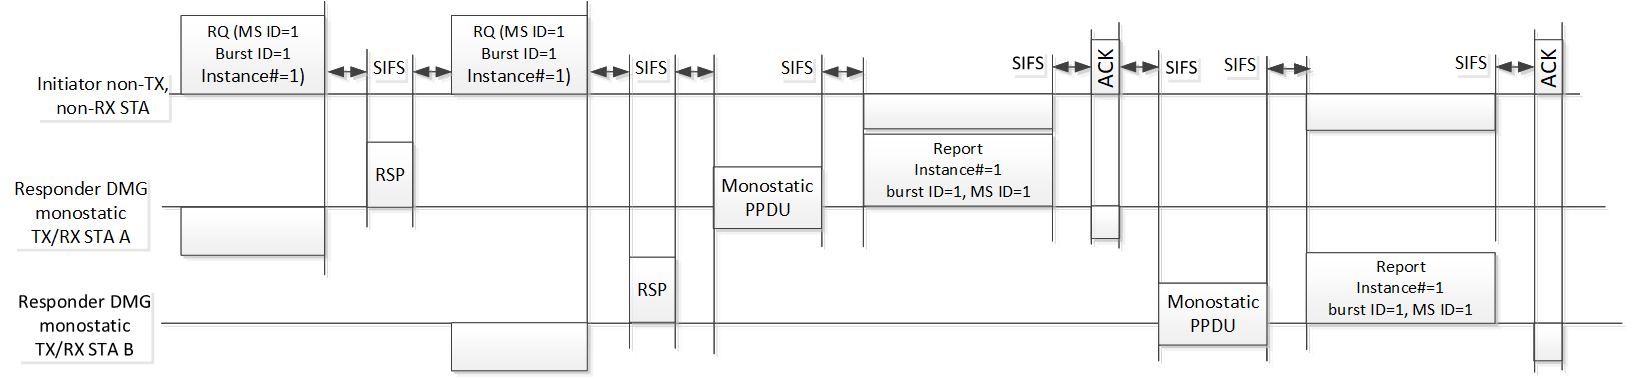 RQ (MS ID=1
Burst ID=1
Instance#=1)
SIFS
RQ (MS ID=1
Burst ID=1
Instance#=1)
SIFS
SIFS
SIFS
ACK
SIFS
SIFS
SIFS
ACK
Initiator non-TX,
non-RX STA
RSP
Monostatic
PPDU
Report
Instance#=1
burst ID=1, MS ID=1
Responder DMG
monostatic
TX/RX STA A
RSP
Monostatic
PPDU
Report
Instance#=1
burst ID=1, MS ID=1
Responder DMG
monostatic
TX/RX STA B